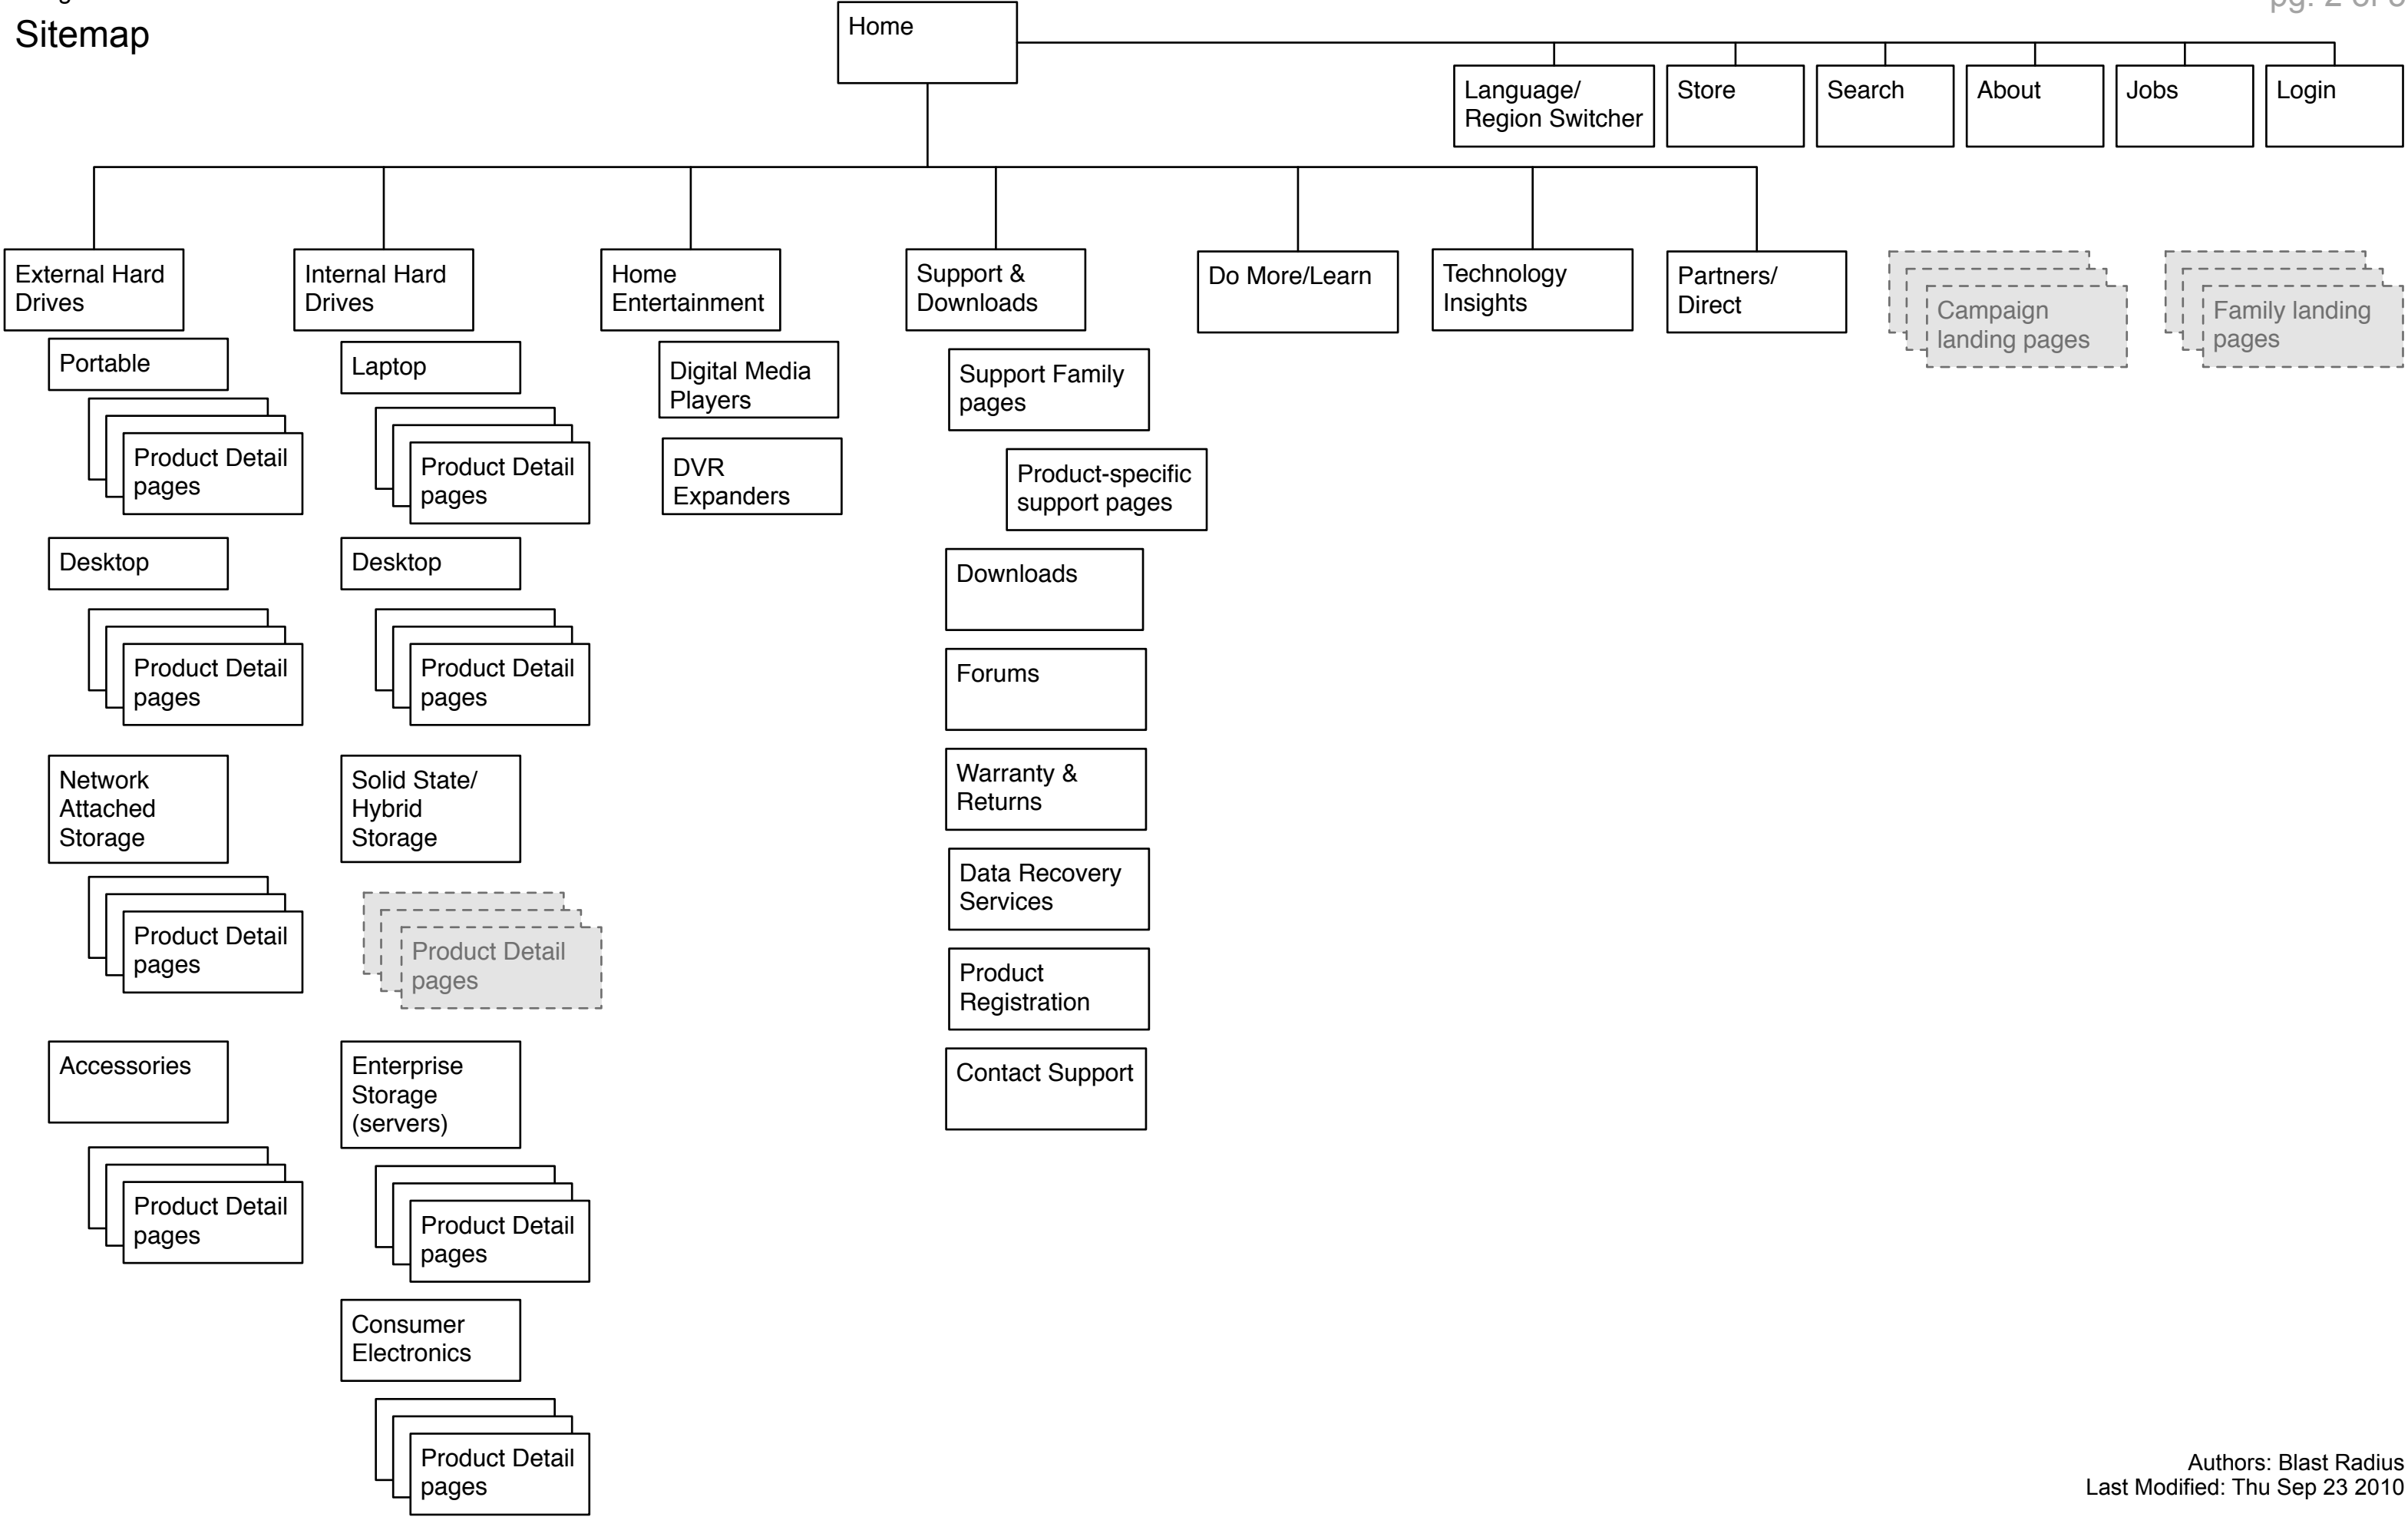 Sitemap
Home
Language/
Region Switcher
Store
Search
About
Jobs
Login
External Hard
Drives
Portable
Product Detail
pages
Desktop
Product Detail
pages
Network
Attached
Storage
Product Detail
pages
Accessories
Product Detail
pages
Internal Hard
Drives
Laptop
Product Detail
pages
Desktop
Product Detail
pages
Solid State/
Hybrid
Storage
Product Detail
pages
Enterprise
Storage
(servers)
Product Detail
pages
Consumer
Electronics
Product Detail
pages
Home
Entertainment
Digital Media
Players
DVR
Expanders
Support &
Downloads
Support Family
pages
Product-specific
support pages
Downloads
Forums
Warranty &
Returns
Data Recovery
Services
Product
Registration
Contact Support
Do More/Learn
Technology
Insights
Partners/
Direct
Campaign
landing pages
Family landing
pages
Authors: Blast Radius
Last Modified: Thu Sep 23 2010